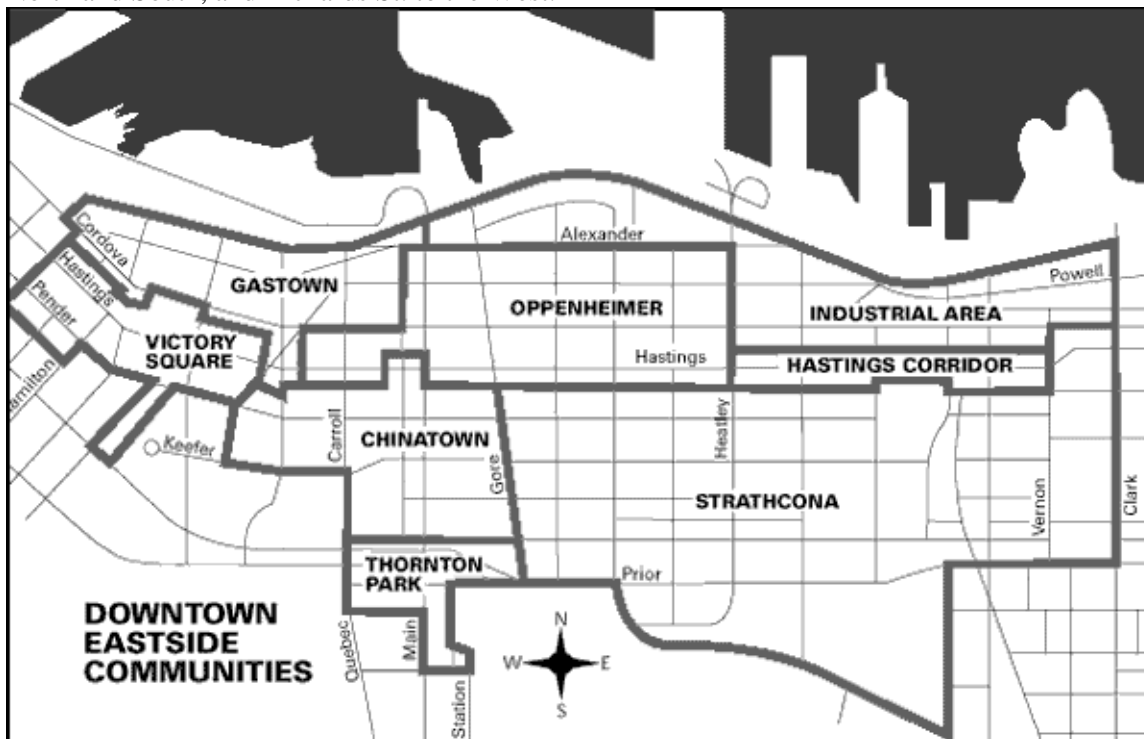 Alexander
Cordova
Powell
GASTOWN
Hastings
OPPENHEIMER
INDUSTRIAL AREA
Pender
VICTORY
SQUARE
Hastings
HASTINGS CORRIDOR
Carroll
Heatley
CHINATOWN
Keefer
Gore
STRATHCONA
Vernon
Clark
THORNTON
PARK
Prior
DOWNTOWN
EASTSIDE
COMMUNITIES
Quebec
Main
Station
N
W
E
S